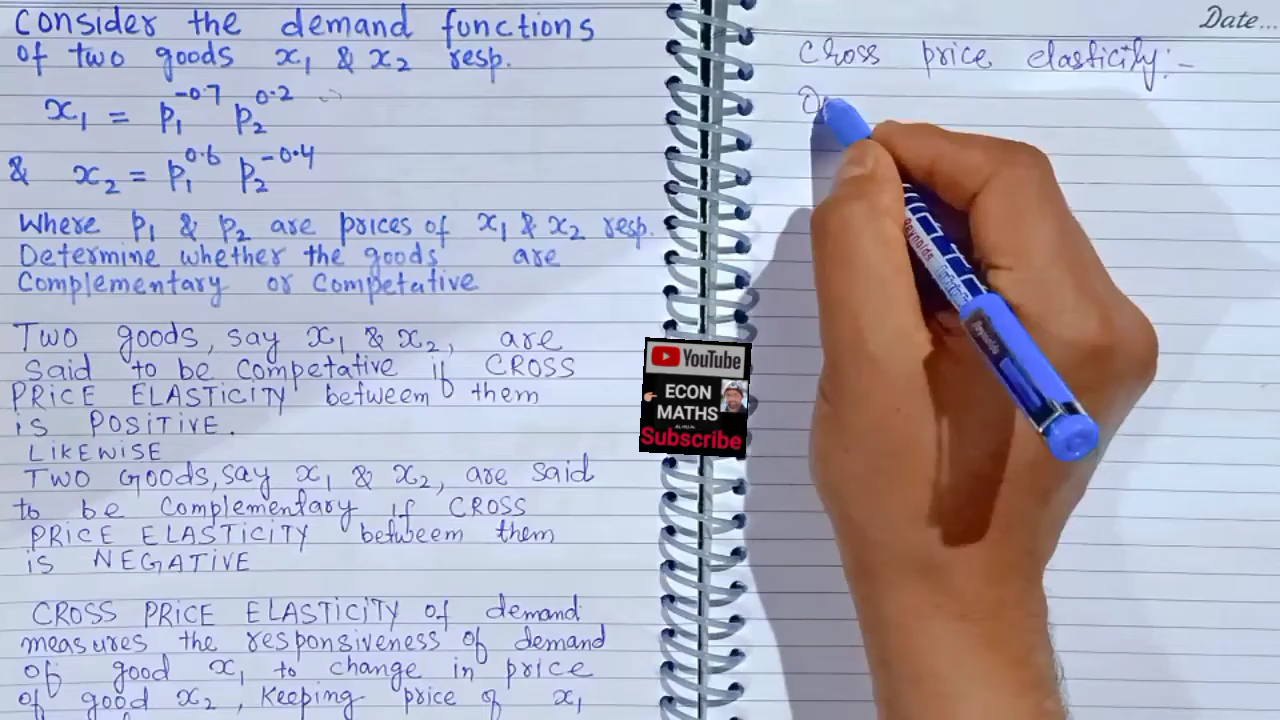 Consider the demand functions
of two goods x₁ & x₂ resp.
x₁ = p₁^-0.7 p₂^0.2
& x₂ = p₁^0.6 p₂^-0.4
Where p₁ & p₂ are prices of x₁ & x₂ resp.
Determine whether the goods are
Complementary or Competative
Two goods, say x₁ & x₂, are
said to be Competative if CROSS
PRICE ELASTICITY betweem them
is POSITIVE.
LIKEWISE
TWO GOODS, say x₁ & x₂, are said
to be Complementary if CROSS
PRICE ELASTICITY betweem them
is NEGATIVE
CROSS PRICE ELASTICITY of demand
measures the responsiveness of demand
of good x₁ to change in price
of good x₂, Keeping price of x₁
Date...
Cross price elasticity:-
YouTube
ECON
MATHS
Subscribe
Reynolds